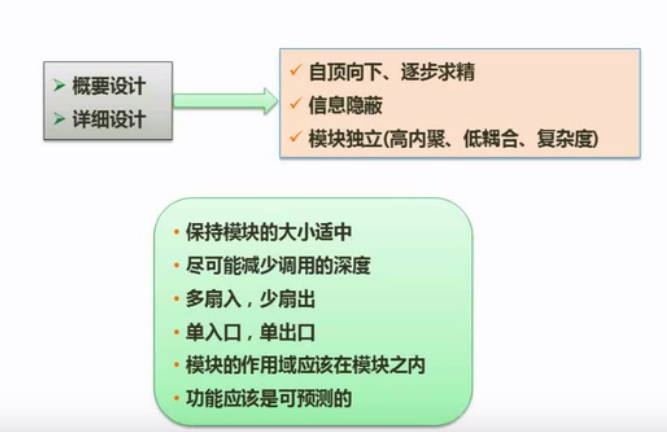 概要设计
详细设计
自顶向下、逐步求精
信息隐蔽
模块独立(高内聚、低耦合、复杂度)
保持模块的大小适中
尽可能减少调用的深度
多扇入，少扇出
单入口，单出口
模块的作用域应该在模块之内
功能应该是可预测的